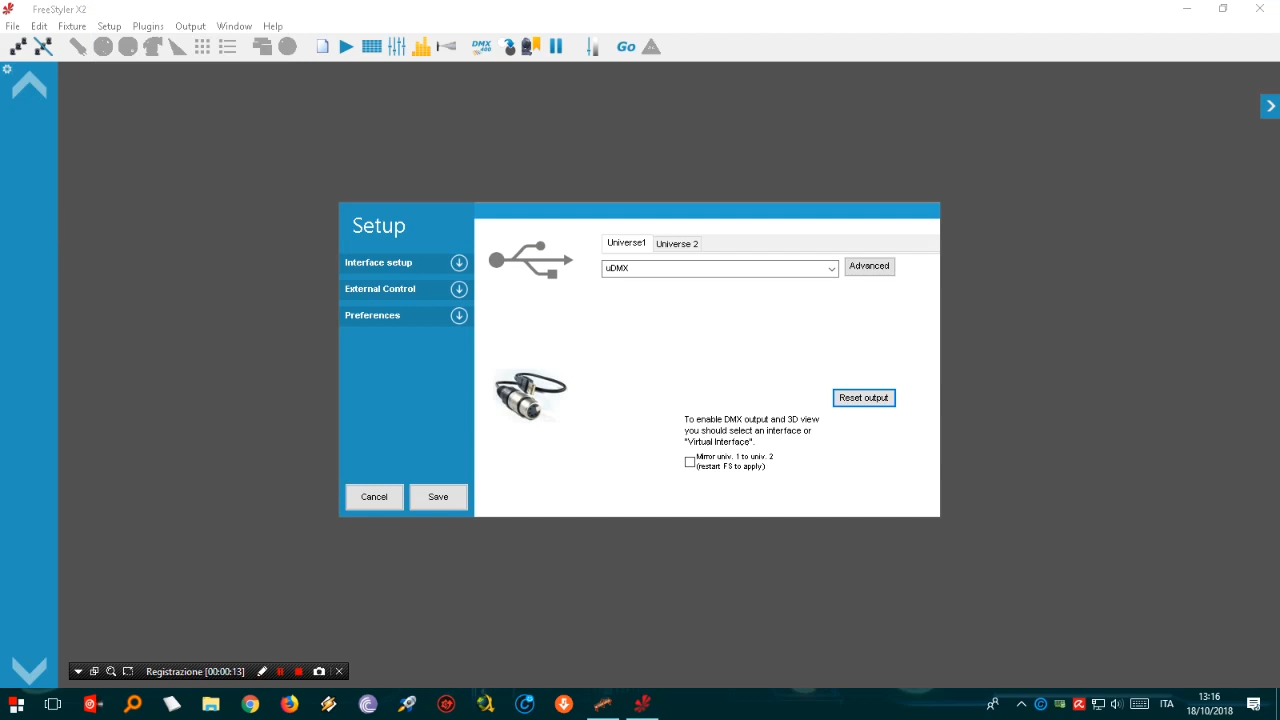 FreeStyler X2
File Edit Fixture Setup Plugins Output Window Help
DMX 400 Go
Setup
Interface setup
External Control
Preferences
Cancel Save
Universe1 Universe 2
uDMX Advanced
Reset output
To enable DMX output and 3D view
you should select an interface or
"Virtual Interface".
Mirror univ. 1 to univ. 2
(restart FS to apply)
Registrazione [00:00:13]
ITA
13:16
18/10/2018